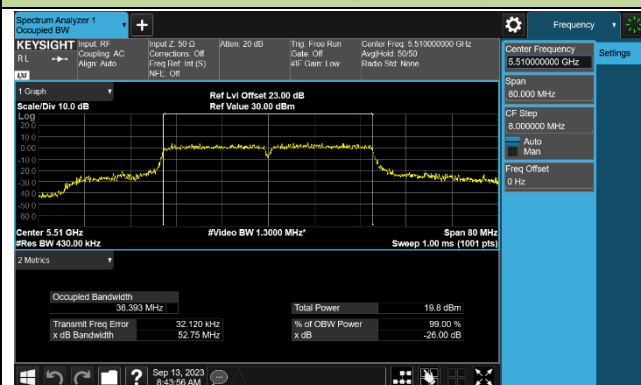 Spectrum Analyzer 1
Occupied BW
+
Frequency
KEYSIGHT
RL
Input: RF
Coupling: AC
Align: Auto
Input Z: 50 Ω
Corrections: Off
Freq Ref: Int (S)
NFE: Off
Atten: 20 dB
Trig: Free Run
Gate: Off
#IF Gain: Low
Center Freq: 5.510000000 GHz
Avg|Hold: 50/50
Radio Std: None
LXI
Center Frequency
5.510000000 GHz
Settings
Span
80.000 MHz
CF Step
8.000000 MHz
Auto
Man
Freq Offset
0 Hz
1 Graph
Scale/Div 10.0 dB
Ref Lvl Offset 23.00 dB
Ref Value 30.00 dBm
Log
20.0
10.0
0.00
-10.0
-20.0
-30.0
-40.0
-50.0
-60.0
Center 5.51 GHz
#Video BW 1.3000 MHz*
Span 80 MHz
#Res BW 430.00 kHz
Sweep 1.00 ms (1001 pts)
2 Metrics
Occupied Bandwidth
36.393 MHz
Total Power 19.8 dBm
Transmit Freq Error 32.120 kHz
% of OBW Power 99.00 %
x dB Bandwidth 52.75 MHz
x dB -26.00 dB
?
Sep 13, 2023
8:43:56 AM